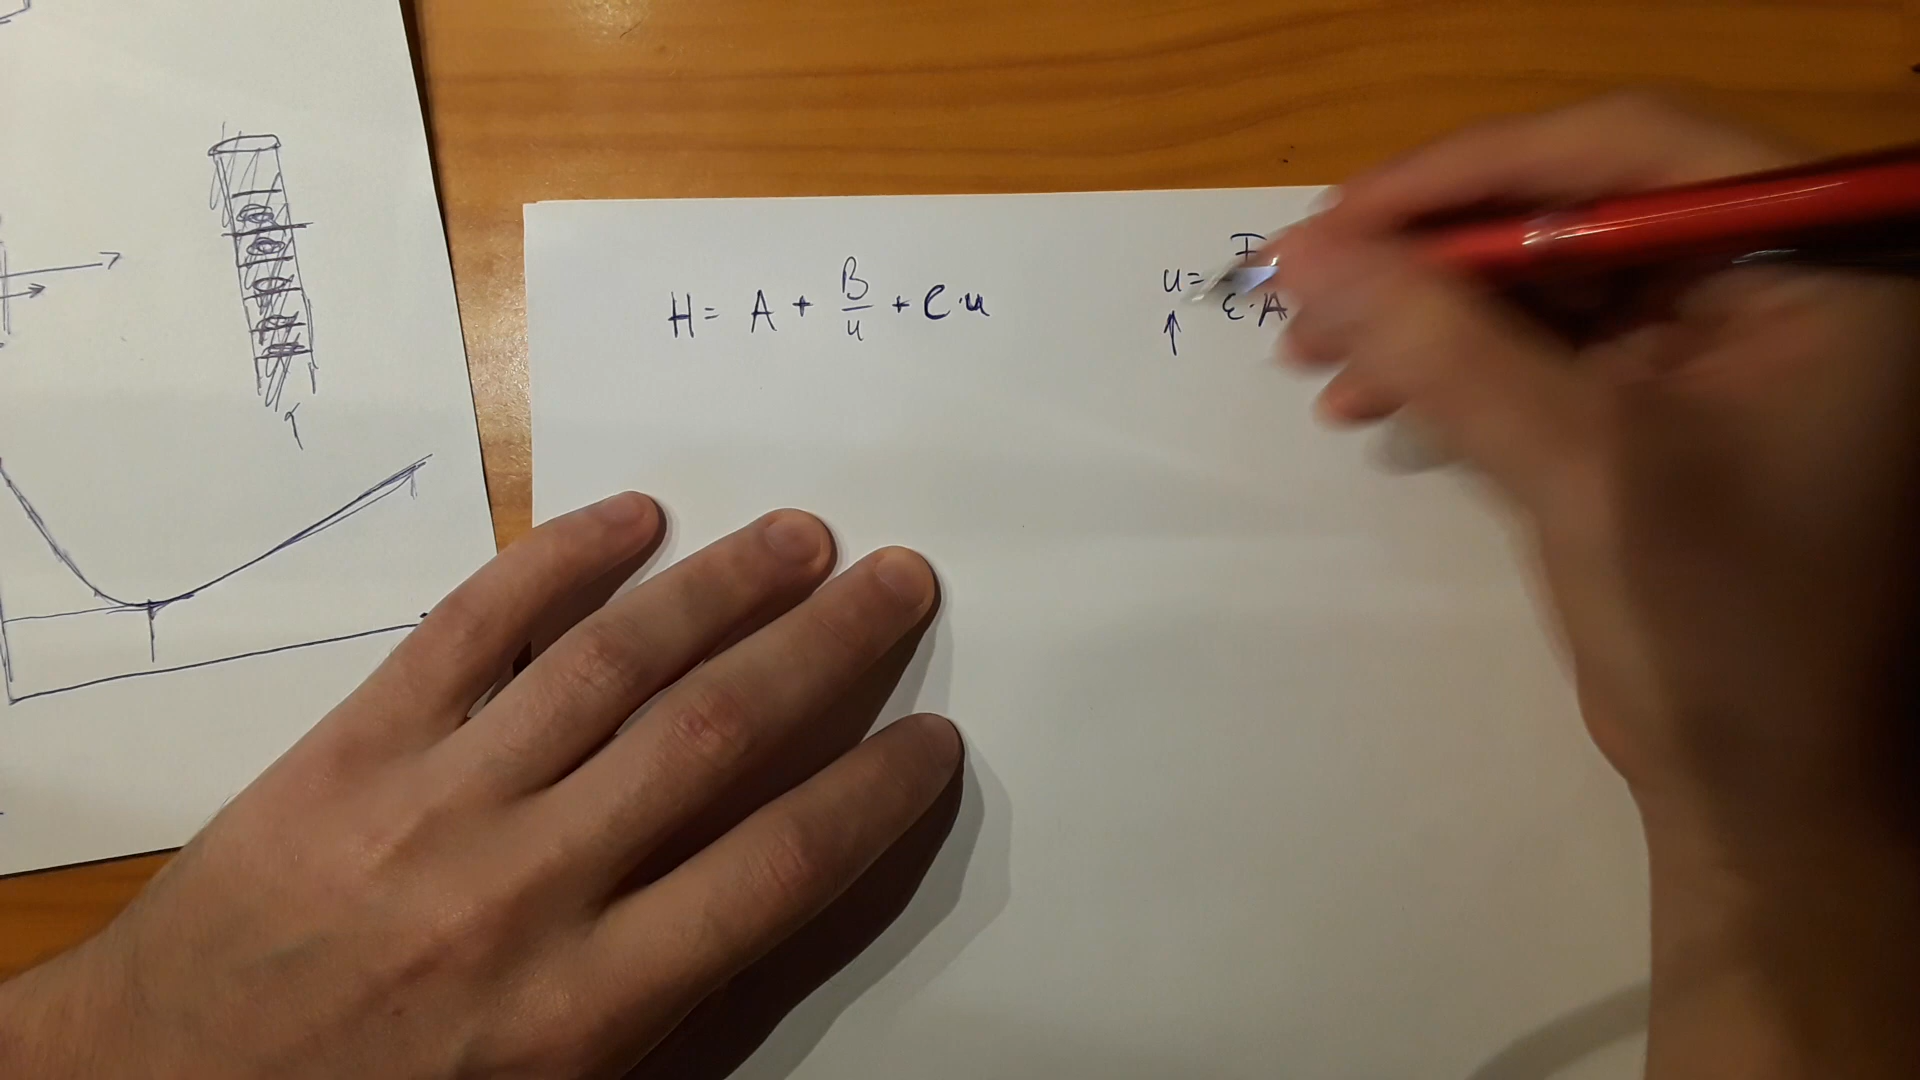 H = A + B/u + C·u
u = F/ε·A